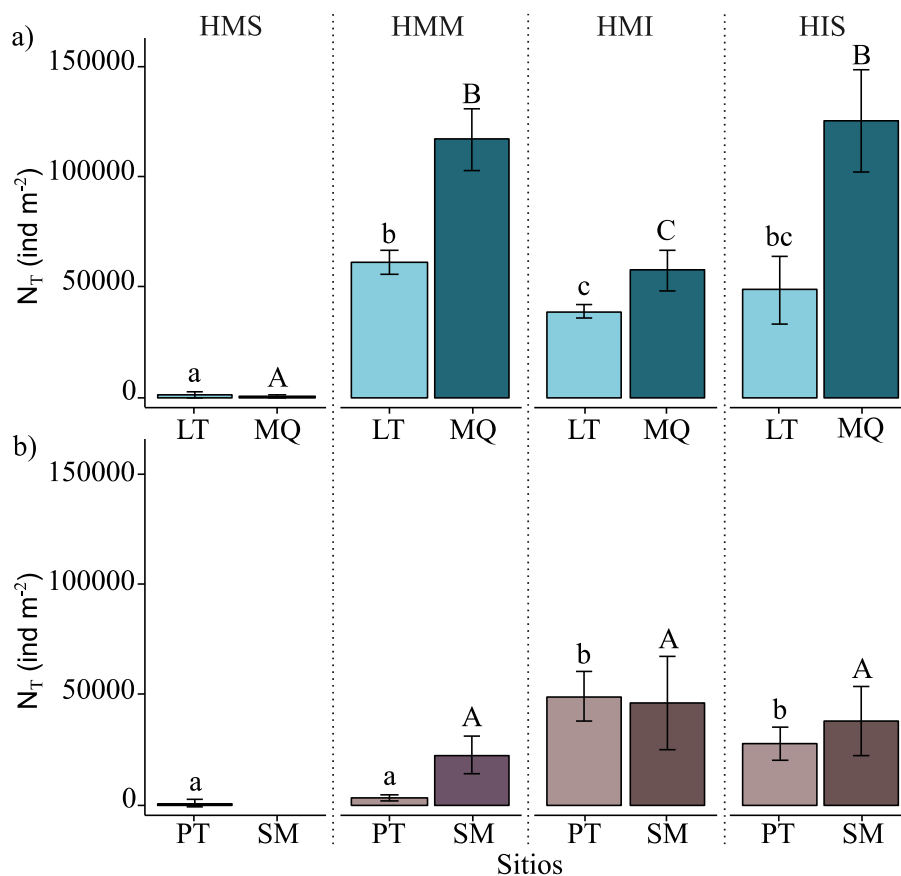 a)
HMS HMM HMI HIS
150000
100000
50000
0
N_T (ind m^-2)
a A b B c C bc B
LT MQ LT MQ LT MQ LT MQ
b)
150000
100000
50000
0
N_T (ind m^-2)
a a A b A b A
PT SM PT SM PT SM PT SM
Sitios